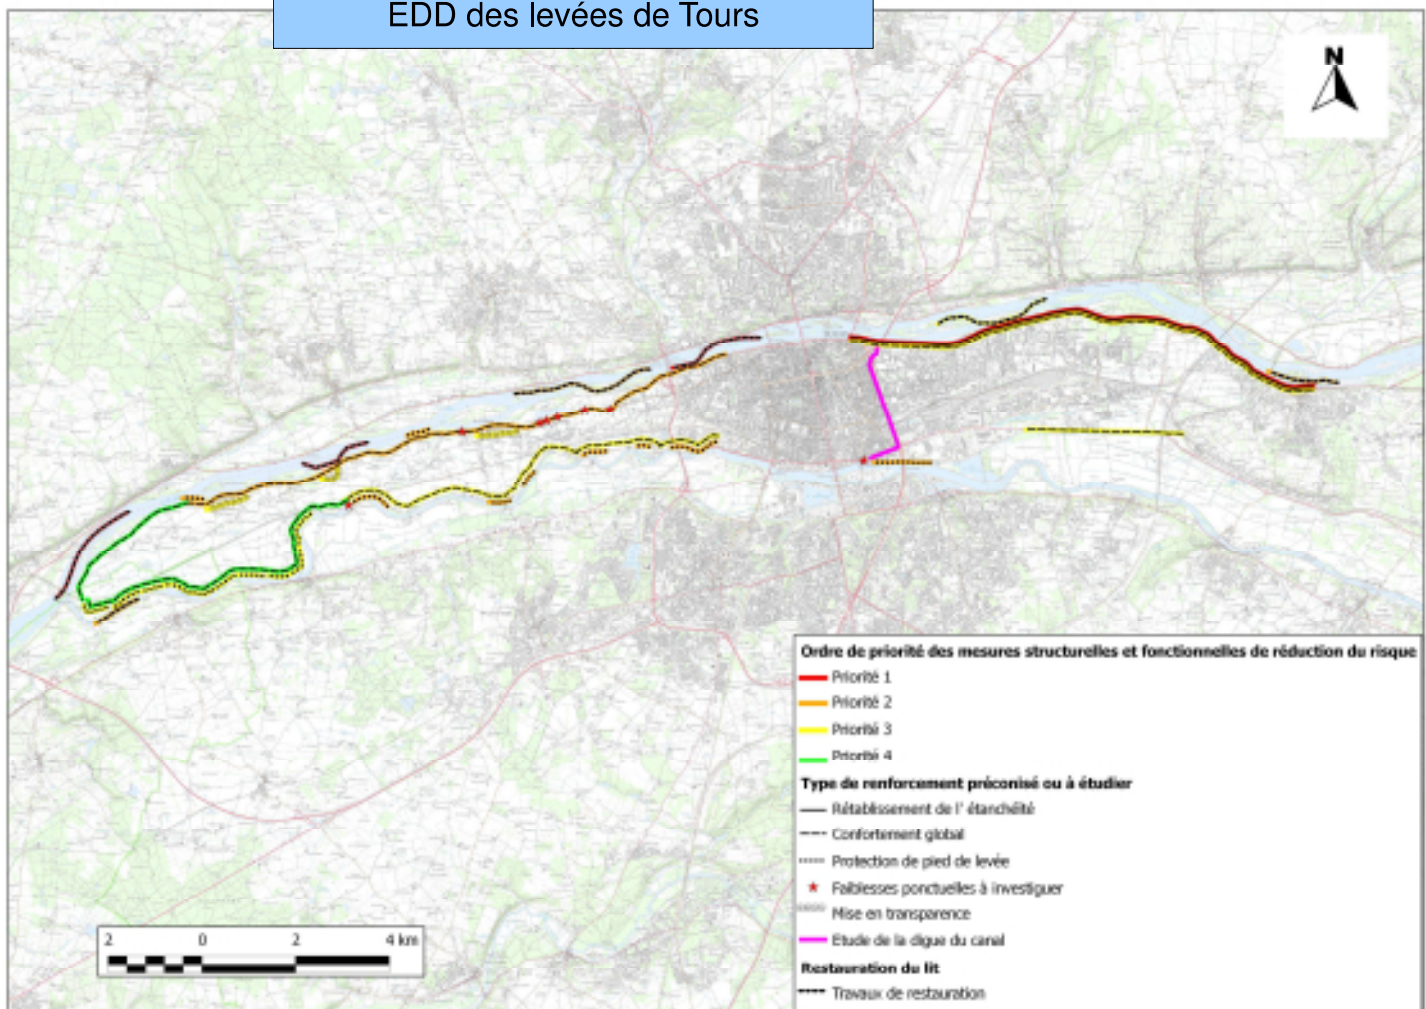 EDD des levées de Tours
N
Ordre de priorité des mesures structurelles et fonctionnelles de réduction du risque
Priorité 1
Priorité 2
Priorité 3
Priorité 4
Type de renforcement préconisé ou à étudier
Rétablissement de l' étanchéité
Confortement global
Protection de pied de levée
Faiblesses ponctuelles à investiguer
Mise en transparence
Etude de la digue du canal
Restauration du lit
Travaux de restauration
2 0 2 4 km